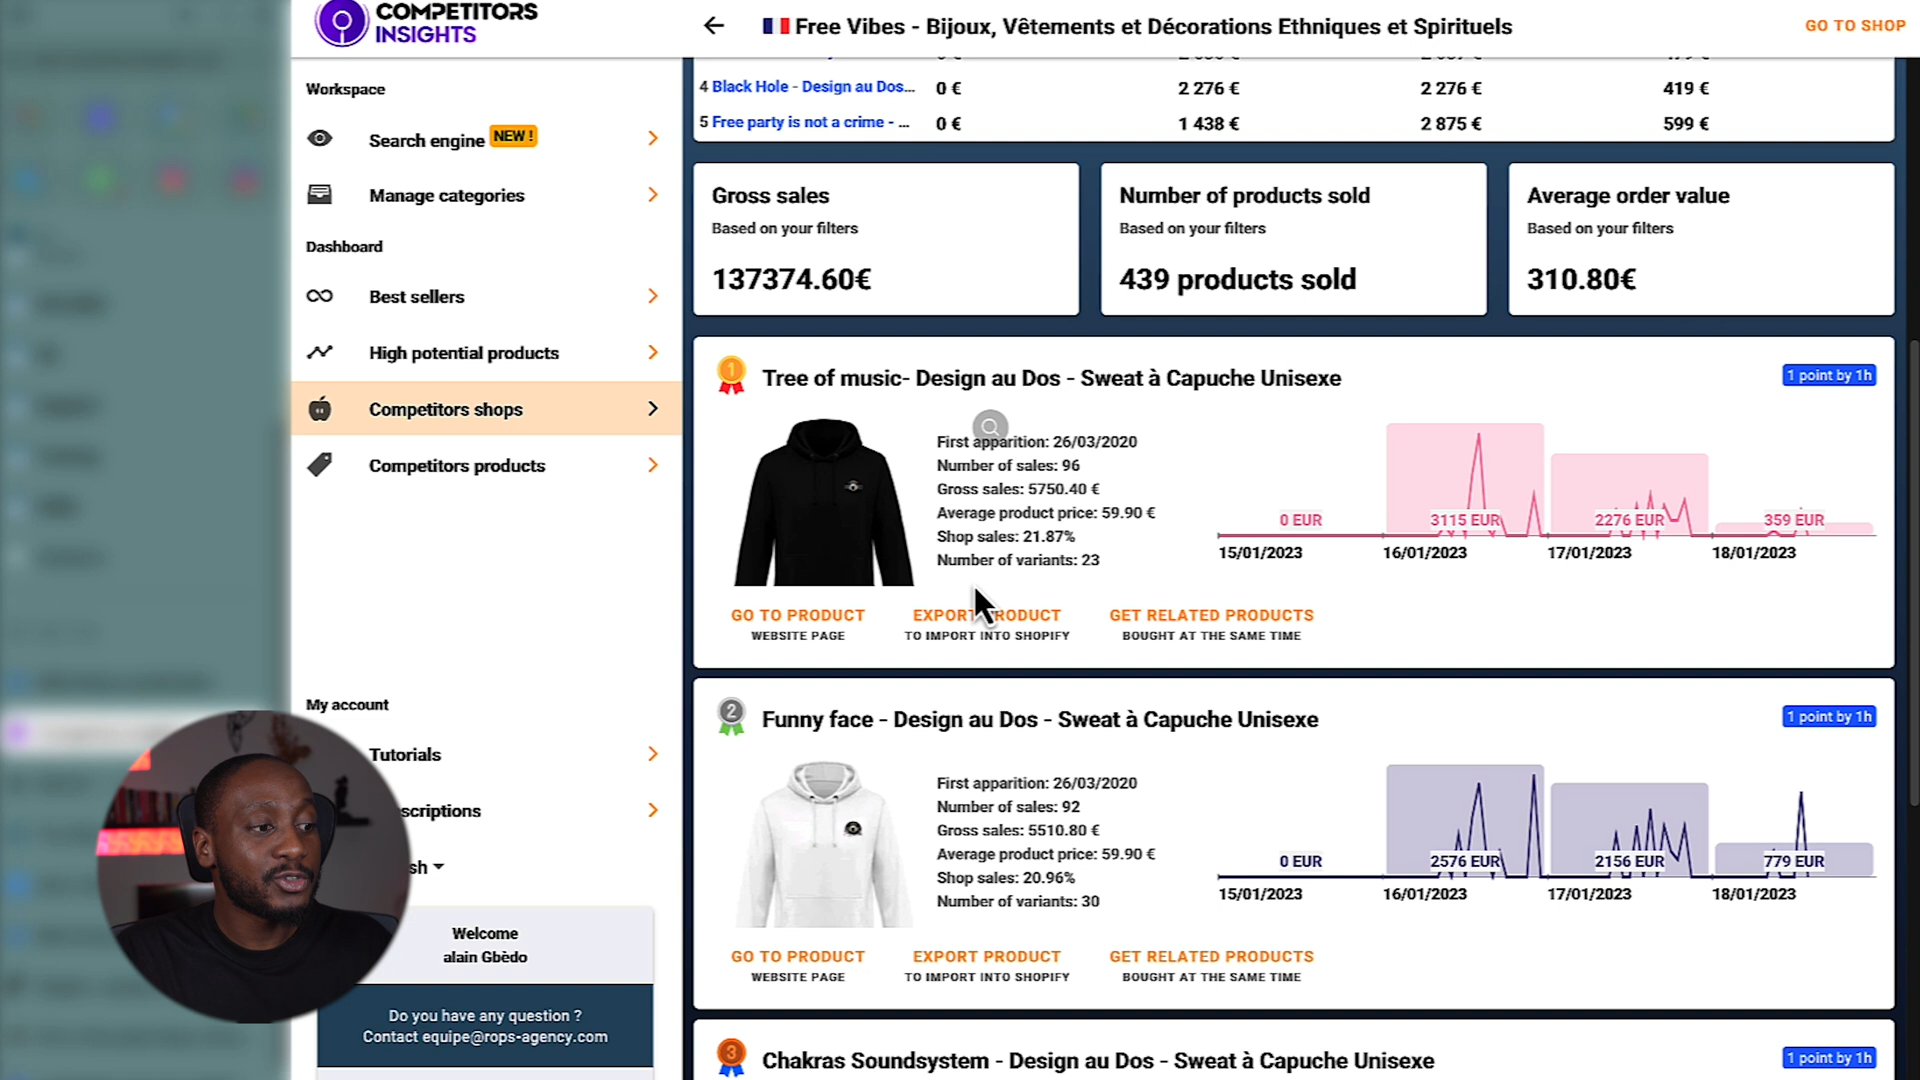 COMPETITORS
INSIGHTS
Free Vibes - Bijoux, Vêtements et Décorations Ethniques et Spirituels
GO TO SHOP
Workspace
Search engine NEW !
Manage categories
Dashboard
Best sellers
High potential products
Competitors shops
Competitors products
My account
Tutorials
scriptions
sh
Welcome
alain Gbèdo
Do you have any question ?
Contact equipe@rops-agency.com
4 Black Hole - Design au Dos... 0 € 2 276 € 2 276 € 419 €
5 Free party is not a crime - ... 0 € 1 438 € 2 875 € 599 €
Gross sales
Based on your filters
137374.60€
Number of products sold
Based on your filters
439 products sold
Average order value
Based on your filters
310.80€
1 Tree of music- Design au Dos - Sweat à Capuche Unisexe
1 point by 1h
First apparition: 26/03/2020
Number of sales: 96
Gross sales: 5750.40 €
Average product price: 59.90 €
Shop sales: 21.87%
Number of variants: 23
0 EUR 3115 EUR 2276 EUR 359 EUR
15/01/2023 16/01/2023 17/01/2023 18/01/2023
GO TO PRODUCT EXPORT PRODUCT GET RELATED PRODUCTS
WEBSITE PAGE TO IMPORT INTO SHOPIFY BOUGHT AT THE SAME TIME
2 Funny face - Design au Dos - Sweat à Capuche Unisexe
1 point by 1h
First apparition: 26/03/2020
Number of sales: 92
Gross sales: 5510.80 €
Average product price: 59.90 €
Shop sales: 20.96%
Number of variants: 30
0 EUR 2576 EUR 2156 EUR 779 EUR
15/01/2023 16/01/2023 17/01/2023 18/01/2023
GO TO PRODUCT EXPORT PRODUCT GET RELATED PRODUCTS
WEBSITE PAGE TO IMPORT INTO SHOPIFY BOUGHT AT THE SAME TIME
3 Chakras Soundsystem - Design au Dos - Sweat à Capuche Unisexe
1 point by 1h